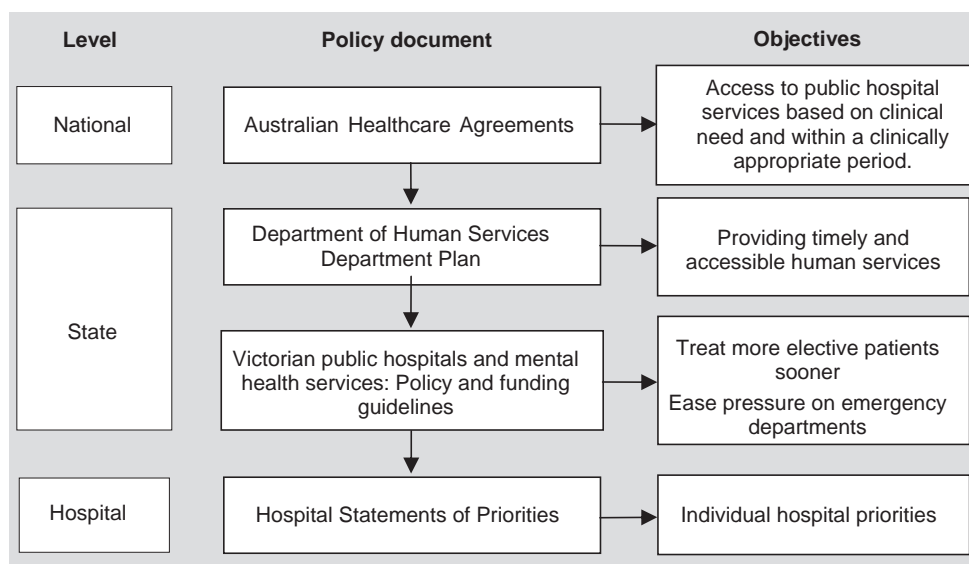 Level Policy document Objectives
National
Australian Healthcare Agreements
Access to public hospital
services based on clinical
need and within a clinically
appropriate period.
State
Department of Human Services
Department Plan
Providing timely and
accessible human services
Victorian public hospitals and mental
health services: Policy and funding
guidelines
Treat more elective patients
sooner
Ease pressure on emergency
departments
Hospital
Hospital Statements of Priorities
Individual hospital priorities